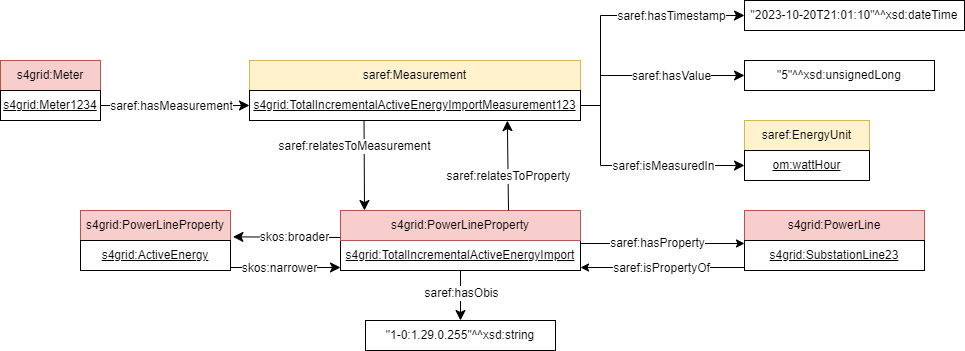 saref:hasTimestamp
"2023-10-20T21:01:10"^^xsd:dateTime
s4grid:Meter
saref:Measurement
saref:hasValue
"5"^^xsd:unsignedLong
s4grid:Meter1234
saref:hasMeasurement
s4grid:TotalIncrementalActiveEnergyImportMeasurement123
saref:EnergyUnit
saref:relatesToMeasurement
saref:isMeasuredIn
om:wattHour
saref:relatesToProperty
s4grid:PowerLineProperty
s4grid:PowerLineProperty
s4grid:PowerLine
skos:broader
saref:hasProperty
s4grid:ActiveEnergy
s4grid:TotalIncrementalActiveEnergyImport
s4grid:SubstationLine23
skos:narrower
saref:isPropertyOf
saref:hasObis
"1-0:1.29.0.255"^^xsd:string